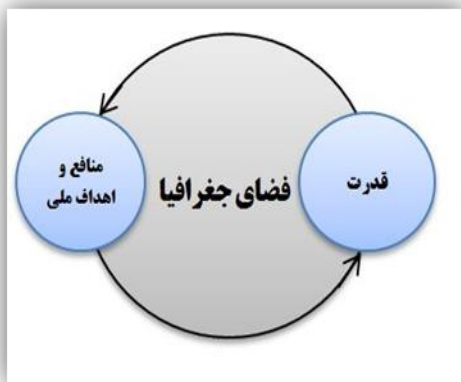 قدرت
فضای جغرافیا
منافع و
اهداف ملی